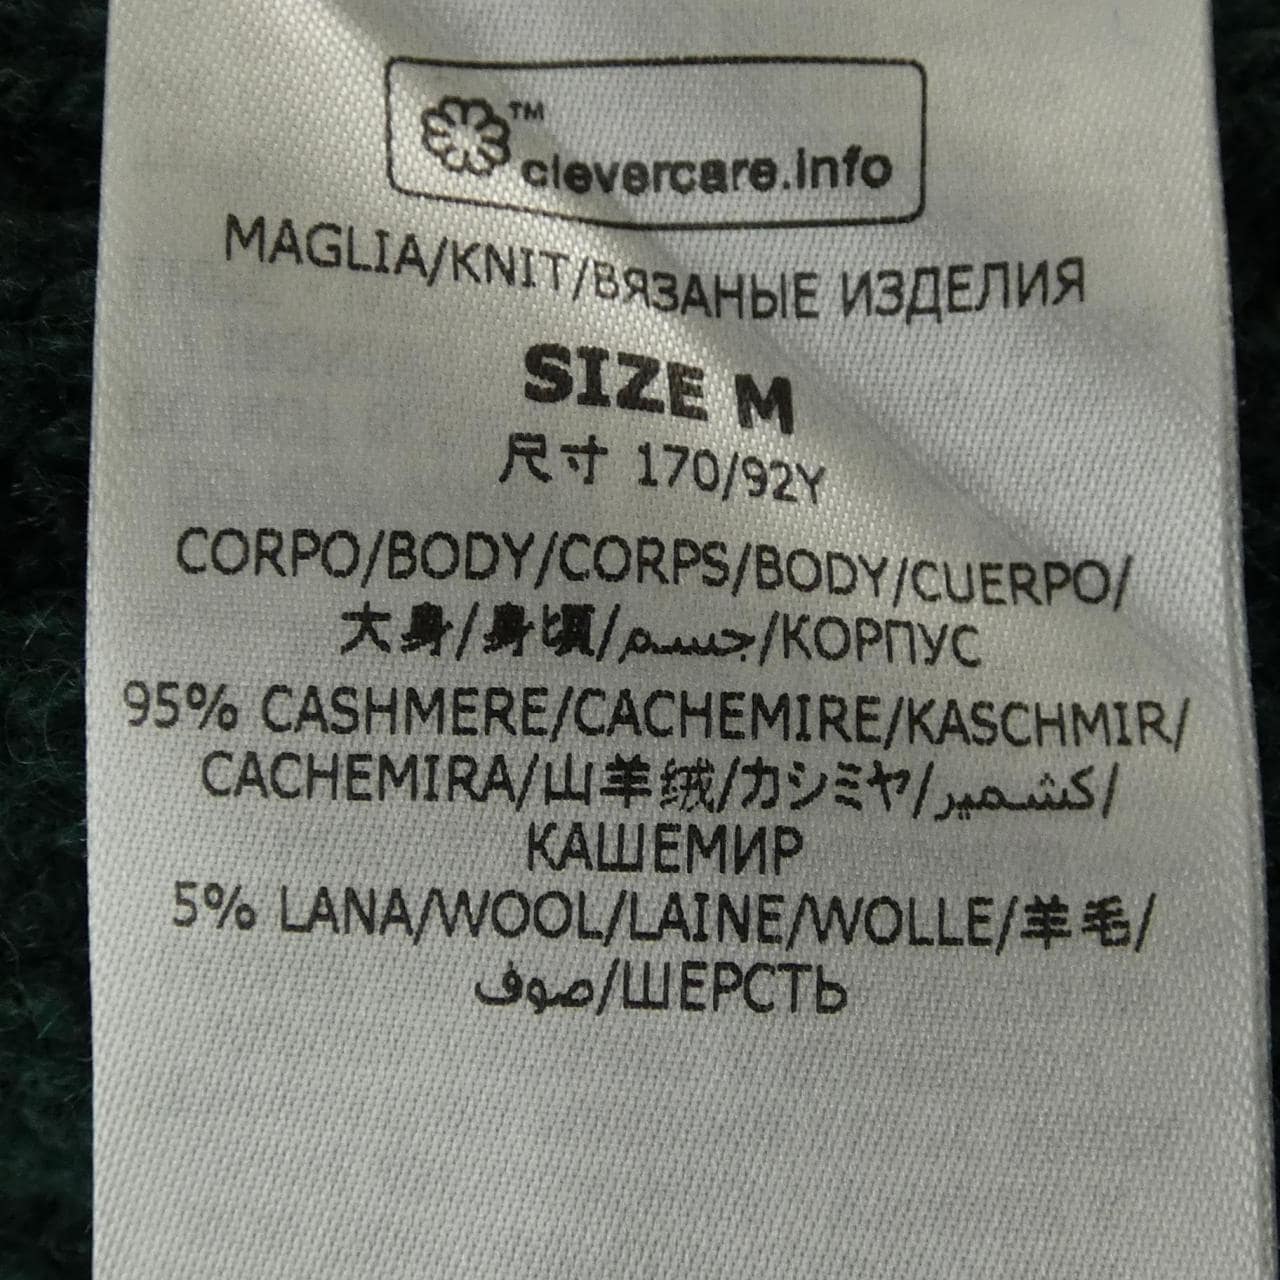 ™
clevercare.info
MAGLIA/KNIT/ВЯЗАНЫЕ ИЗДЕЛИЯ
SIZE M
尺寸 170/92Y
CORPO/BODY/CORPS/BODY/CUERPO/
大身/身頃/جسم/КОРПУС
95% CASHMERE/CACHEMIRE/KASCHMIR/
CACHEMIRA/山羊绒/カシミヤ/كشمير/
КАШЕМИР
5% LANA/WOOL/LAINE/WOLLE/羊毛/
صوف/ШЕРСТЬ